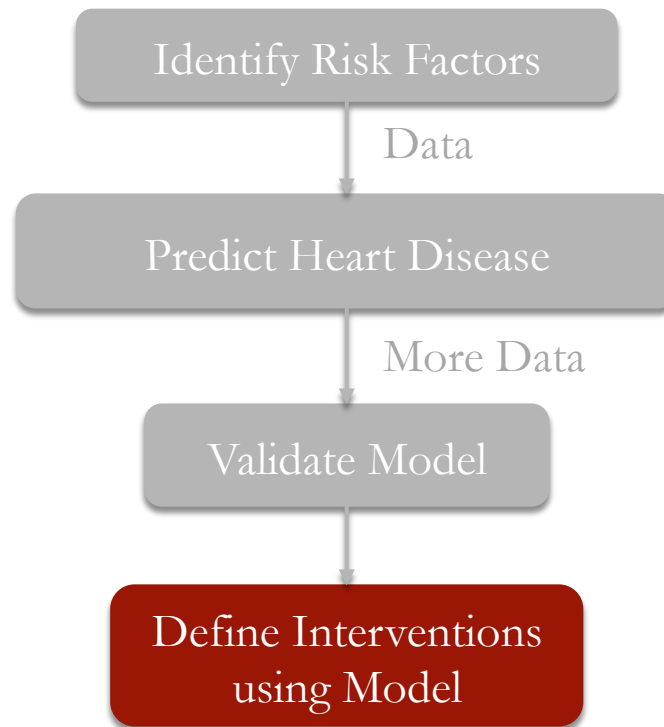 Identify Risk Factors
Data
Predict Heart Disease
More Data
Validate Model
Define Interventions
using Model